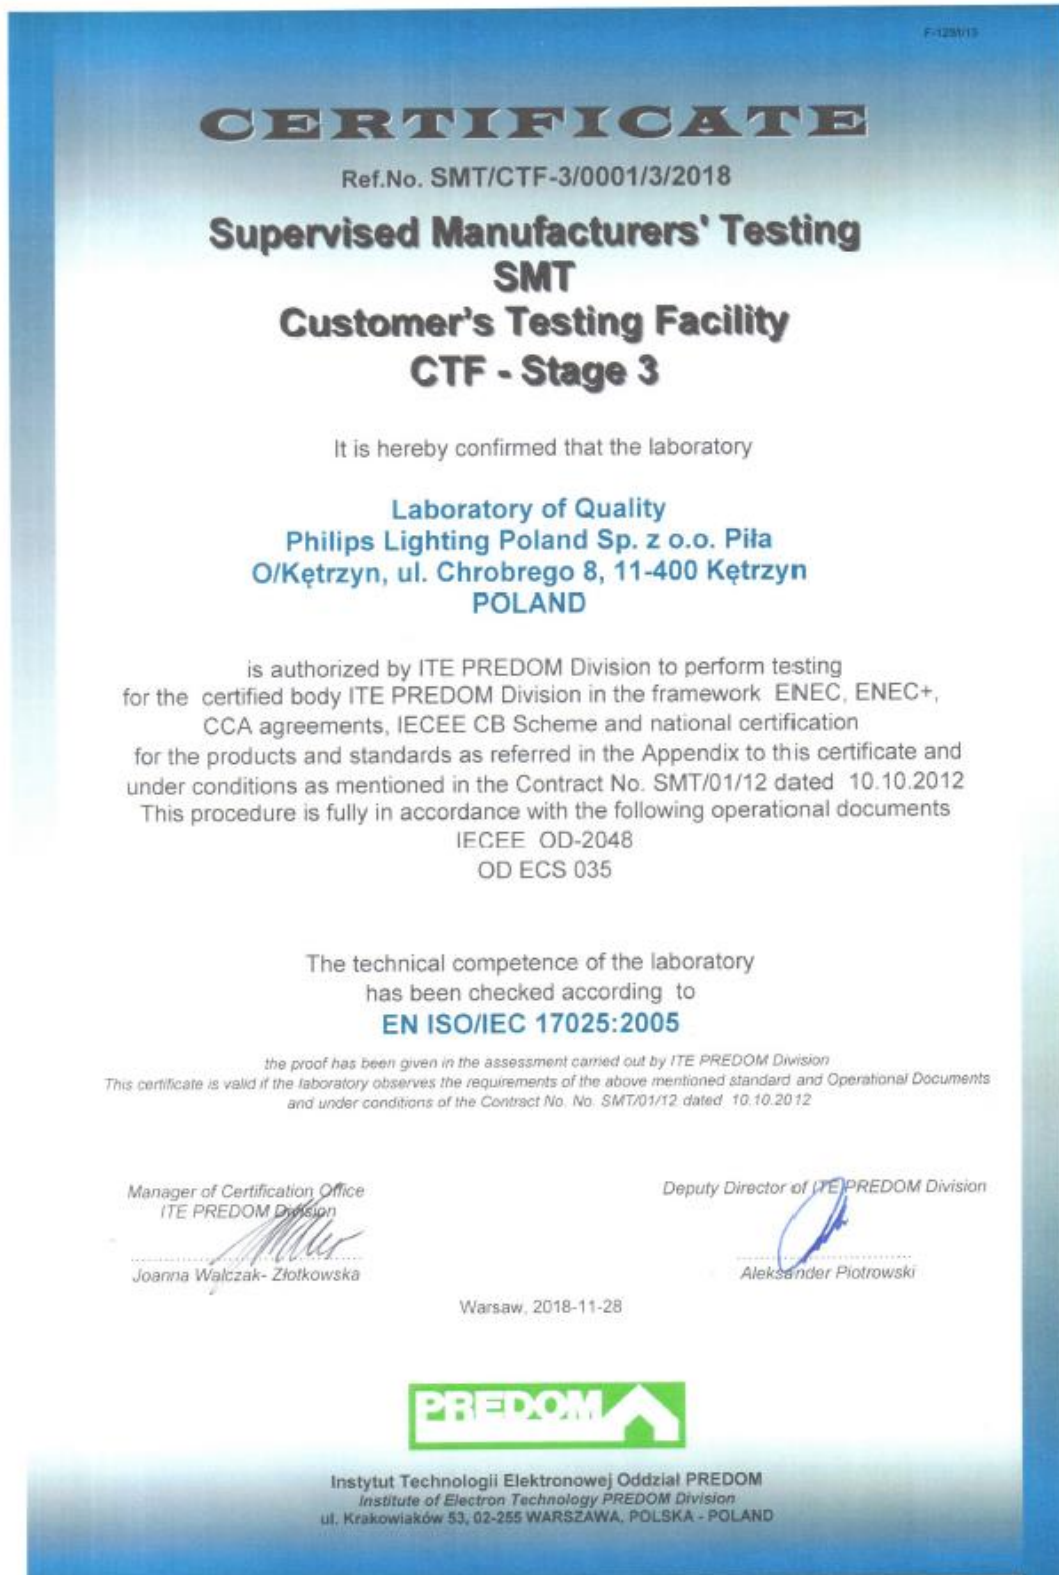 CERTIFICATE
Ref.No. SMT/CTF-3/0001/3/2018
Supervised Manufacturers' Testing
SMT
Customer's Testing Facility
CTF - Stage 3
It is hereby confirmed that the laboratory
Laboratory of Quality
Philips Lighting Poland Sp. z o.o. Piła
O/Kętrzyn, ul. Chrobrego 8, 11-400 Kętrzyn
POLAND
is authorized by ITE PREDOM Division to perform testing
for the certified body ITE PREDOM Division in the framework ENEC, ENEC+,
CCA agreements, IECEE CB Scheme and national certification
for the products and standards as referred in the Appendix to this certificate and
under conditions as mentioned in the Contract No. SMT/01/12 dated 10.10.2012
This procedure is fully in accordance with the following operational documents
IECEE OD-2048
OD ECS 035
The technical competence of the laboratory
has been checked according to
EN ISO/IEC 17025:2005
the proof has been given in the assessment carried out by ITE PREDOM Division
This certificate is valid if the laboratory observes the requirements of the above mentioned standard and Operational Documents
and under conditions of the Contract No. No. SMT/01/12 dated 10.10.2012
Manager of Certification Office
ITE PREDOM Division
Joanna Walczak- Złotkowska
Deputy Director of ITE PREDOM Division
Aleksander Piotrowski
Warsaw, 2018-11-28
PREDOM
Instytut Technologii Elektronowej Oddział PREDOM
Institute of Electron Technology PREDOM Division
ul. Krakowiaków 53, 02-255 WARSZAWA, POLSKA - POLAND